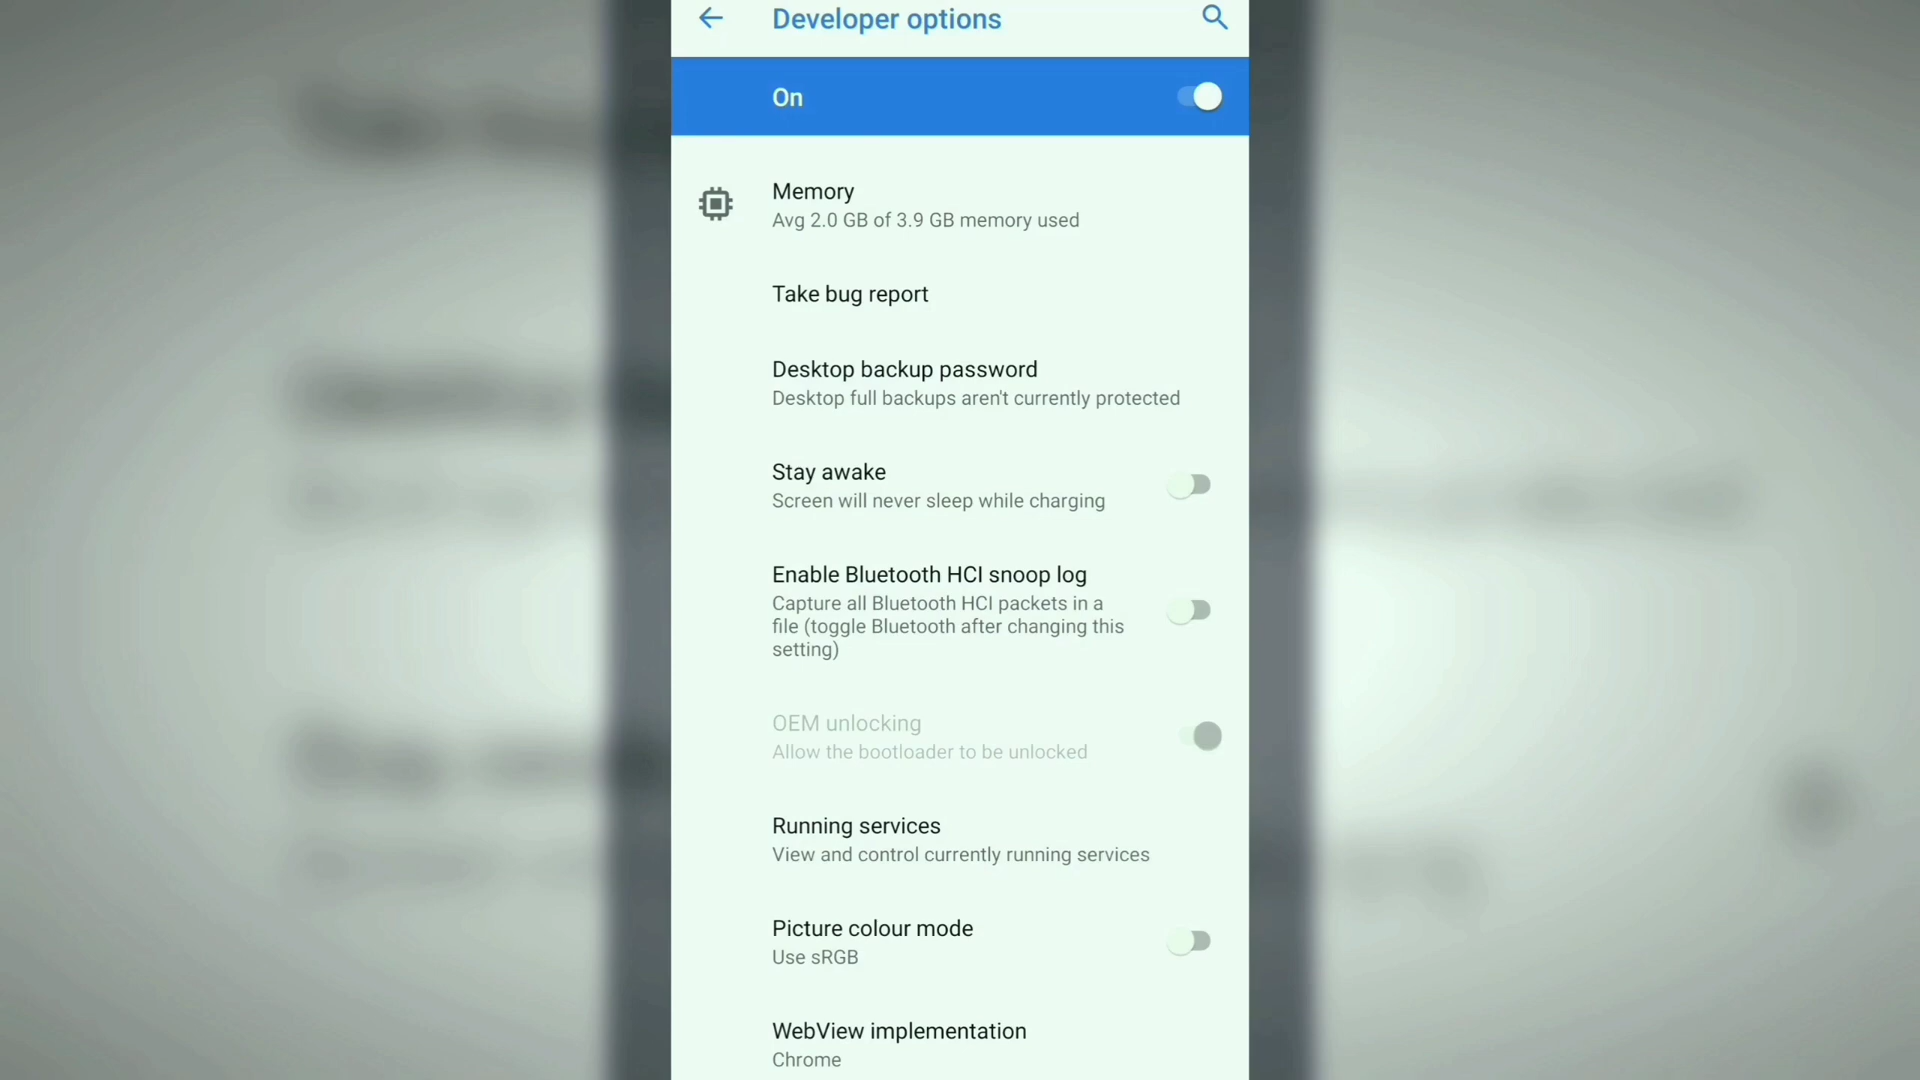 Developer options
On
Memory
Avg 2.0 GB of 3.9 GB memory used
Take bug report
Desktop backup password
Desktop full backups aren't currently protected
Stay awake
Screen will never sleep while charging
Enable Bluetooth HCI snoop log
Capture all Bluetooth HCI packets in a
file (toggle Bluetooth after changing this
setting)
OEM unlocking
Allow the bootloader to be unlocked
Running services
View and control currently running services
Picture colour mode
Use sRGB
WebView implementation
Chrome